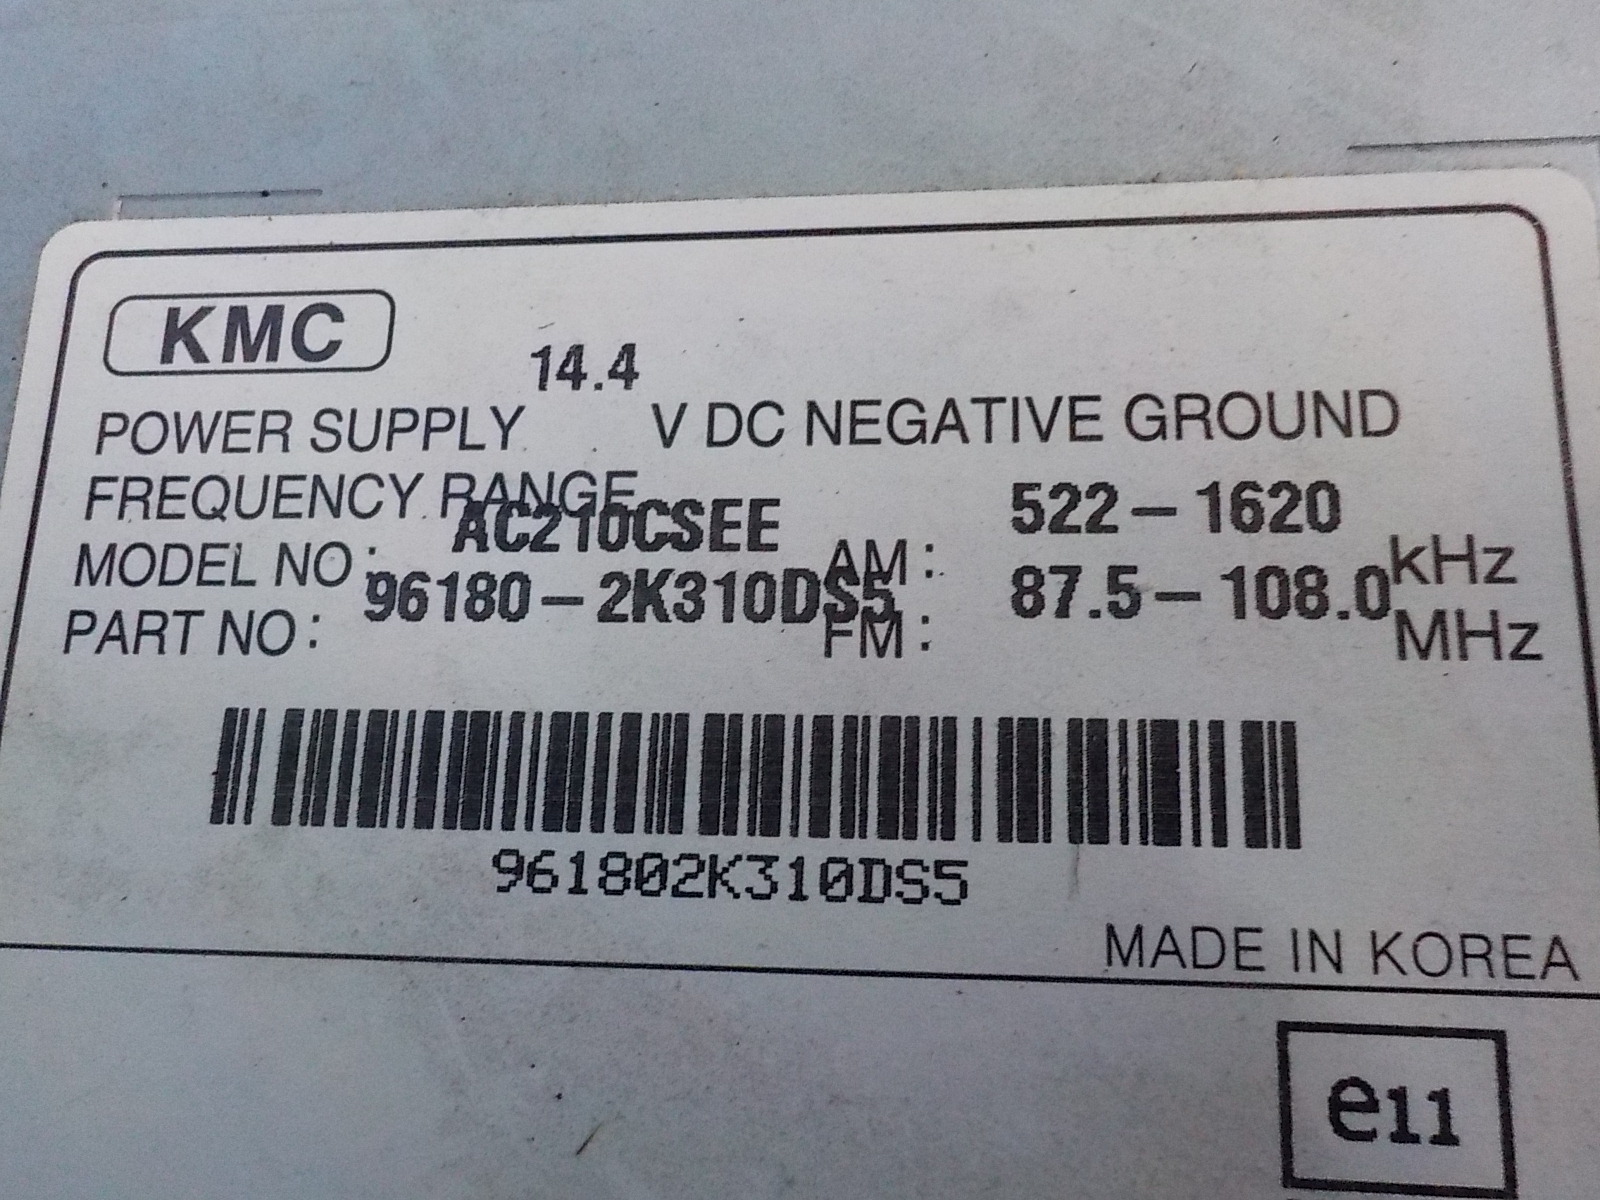 KMC
POWER SUPPLY 14.4 V DC NEGATIVE GROUND
FREQUENCY RANGE
MODEL NO : AC210CSEE
AM : 522 – 1620 kHz
PART NO : 96180 – 2K310DS5
FM : 87.5 – 108.0 MHz
961802K310DS5
MADE IN KOREA
e11